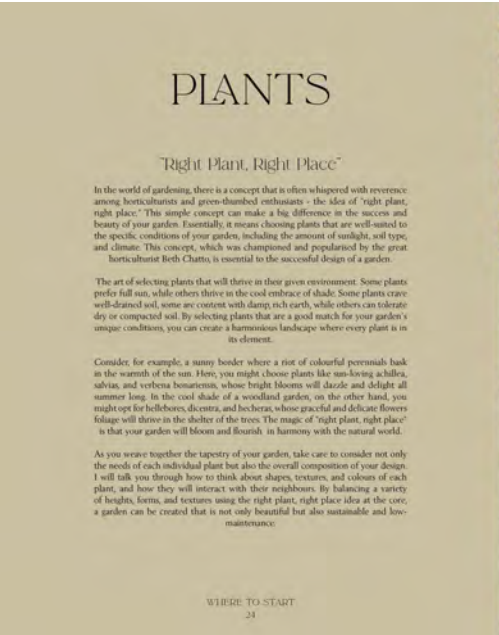 PLANTS
"Right Plant, Right Place"
In the world of gardening, there is a concept that is often whispered with reverence
among horticulturists and green-thumbed enthusiasts - the idea of "right plant,
right place." This simple concept can make a big difference in the success and
beauty of your garden. Essentially, it means choosing plants that are well-suited to
the specific conditions of your garden, including the amount of sunlight, soil type,
and climate. This concept, which was championed and popularised by the great
horticulturist Beth Chatto, is essential to the successful design of a garden.
The art of selecting plants that will thrive in their given environment. Some plants
prefer full sun, while others thrive in the cool embrace of shade. Some plants crave
well-drained soil, some are content with damp, rich earth, while others can tolerate
dry or compacted soil. By selecting plants that are a good match for your garden's
unique conditions, you can create a harmonious landscape where every plant is in
its element.
Consider, for example, a sunny border where a riot of colourful perennials bask
in the warmth of the sun. Here, you might choose plants like sun-loving achillea,
salvias, and verbena bonariensis, whose bright blooms will dazzle and delight all
summer long. In the cool shade of a woodland garden, on the other hand, you
might opt for hellebores, dicentra, and hecheras, whose graceful and delicate flowers
foliage will thrive in the shelter of the trees. The magic of "right plant, right place"
is that your garden will bloom and flourish in harmony with the natural world.
As you weave together the tapestry of your garden, take care to consider not only
the needs of each individual plant but also the overall composition of your design.
I will talk you through how to think about shapes, textures, and colours of each
plant, and how they will interact with their neighbours. By balancing a variety
of heights, forms, and textures using the right plant, right place idea at the core,
a garden can be created that is not only beautiful but also sustainable and low-
maintenance.
WHERE TO START
24